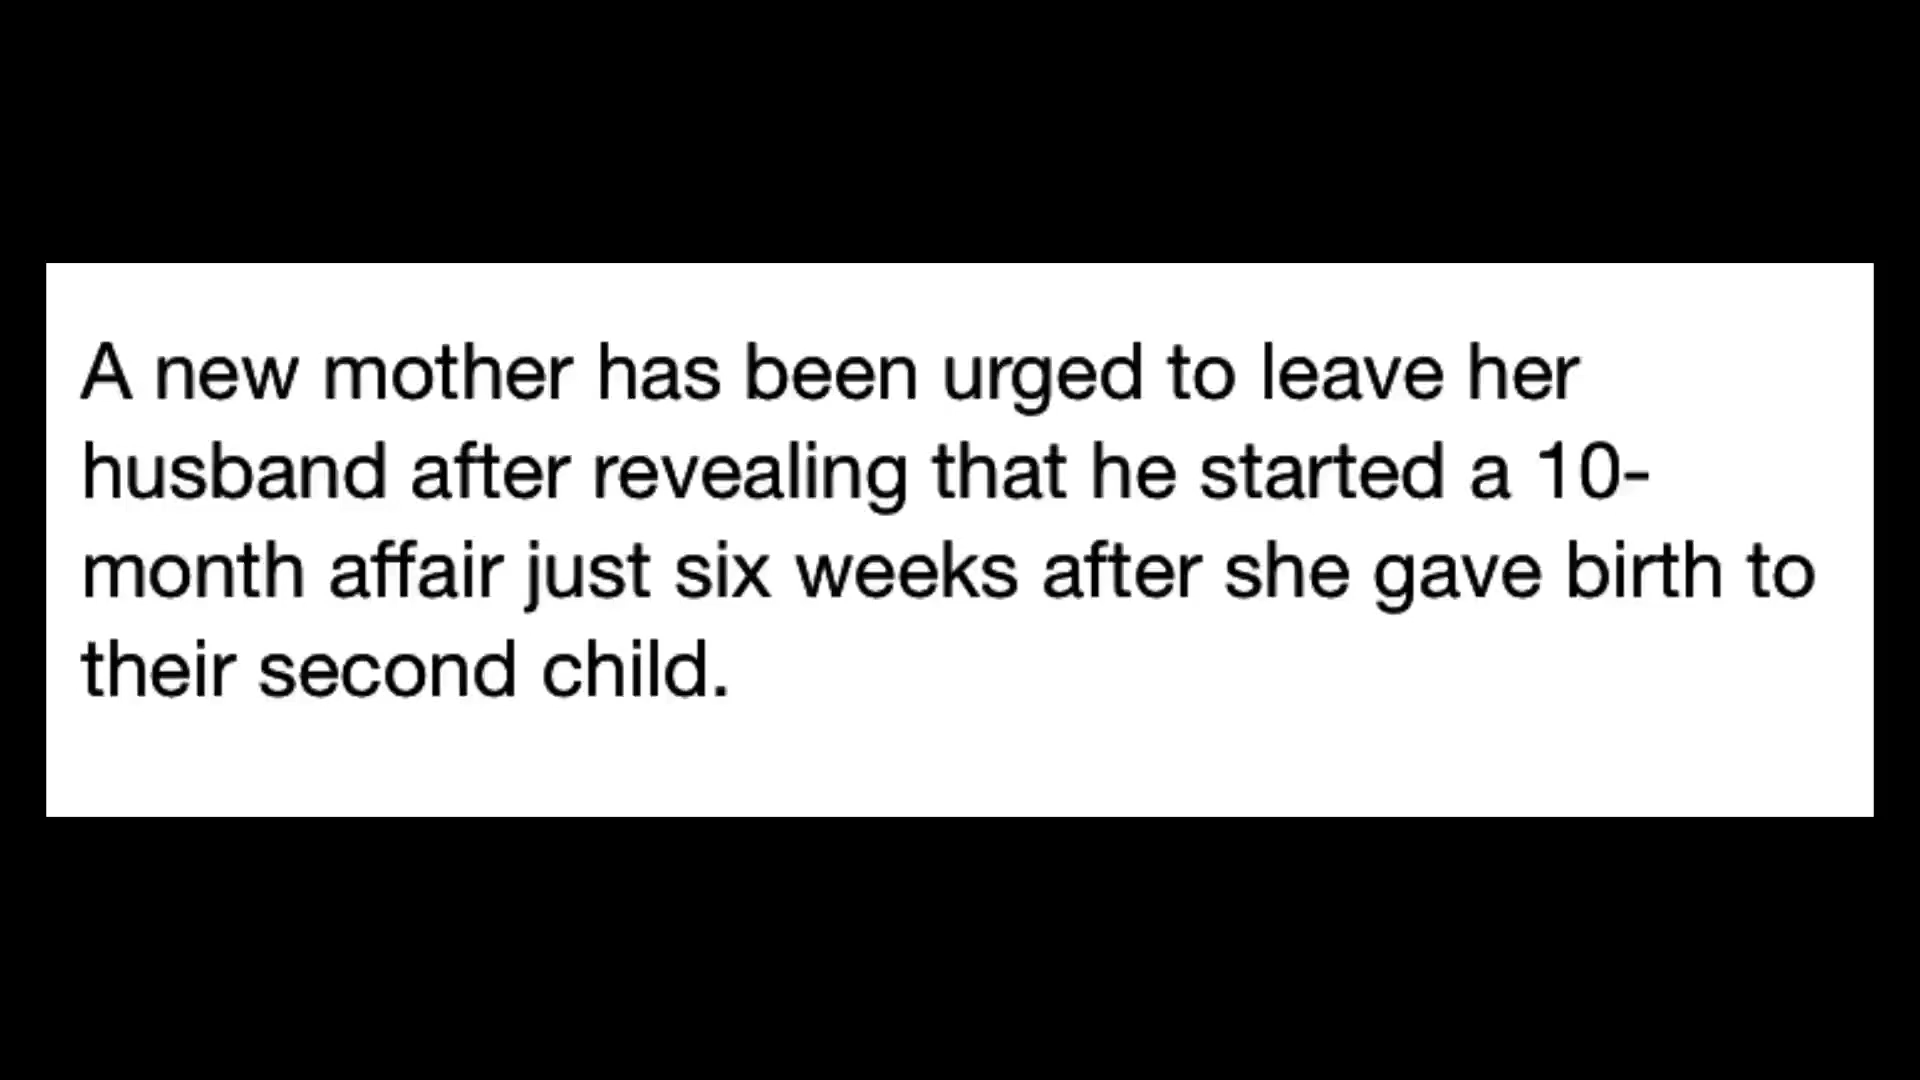 A new mother has been urged to leave her
husband after revealing that he started a 10-
month affair just six weeks after she gave birth to
their second child.